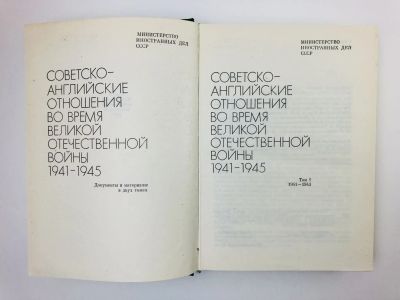 МИНИСТЕРСТВО
ИНОСТРАННЫХ ДЕЛ
СССР
СОВЕТСКО-
АНГЛИЙСКИЕ
ОТНОШЕНИЯ
ВО ВРЕМЯ
ВЕЛИКОЙ
ОТЕЧЕСТВЕННОЙ
ВОЙНЫ
1941-1945
Документы и материалы
в двух томах
МИНИСТЕРСТВО
ИНОСТРАННЫХ ДЕЛ
СССР
СОВЕТСКО-
АНГЛИЙСКИЕ
ОТНОШЕНИЯ
ВО ВРЕМЯ
ВЕЛИКОЙ
ОТЕЧЕСТВЕННОЙ
ВОЙНЫ
1941-1945
Том
1941—1943